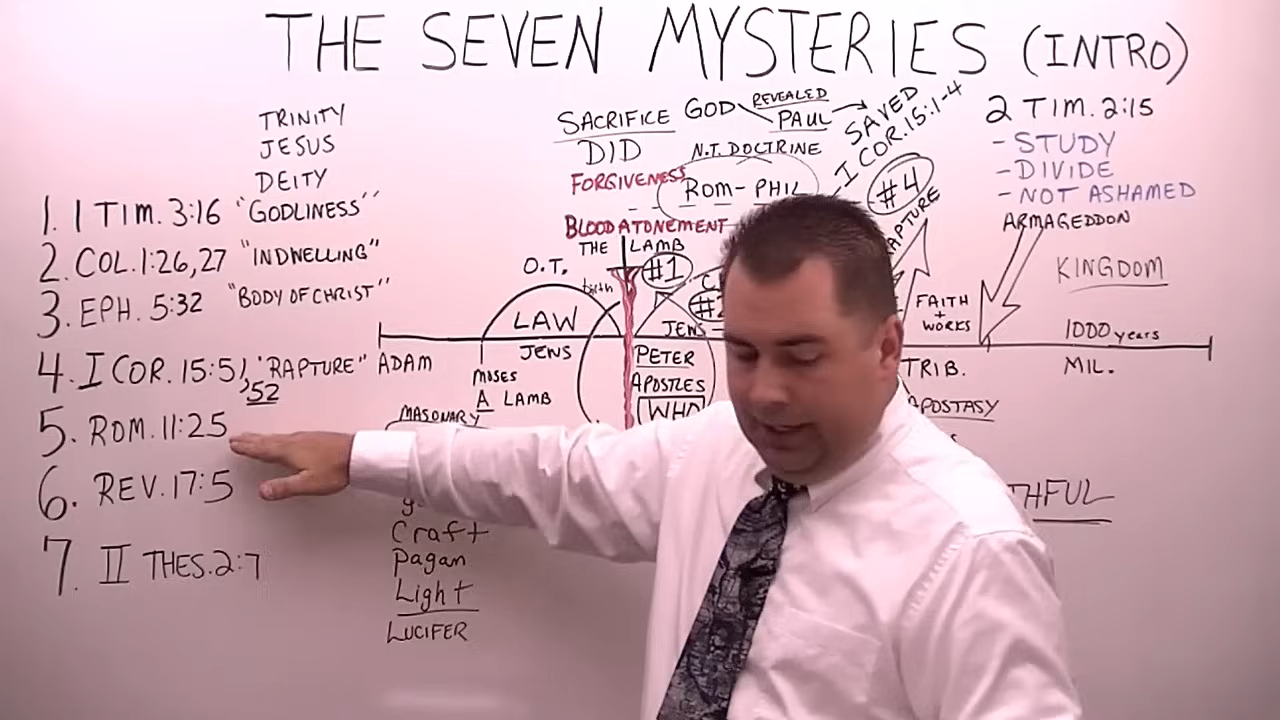 THE SEVEN MYSTERIES (INTRO)
TRINITY
JESUS
DEITY
1. 1 TIM. 3:16 "GODLINESS"
2. COL. 1:26,27 "INDWELLING"
3. EPH. 5:32 "BODY OF CHRIST"
4. I COR. 15:51,52 "RAPTURE"
5. ROM. 11:25
6. REV. 17:5
7. II THES. 2:7
SACRIFICE
DID
FORGIVENESS
BLOOD ATONEMENT
THE LAMB
GOD
REVEALED
PAUL
SAVED
I COR. 15:1-4
N.T. DOCTRINE
ROM- PHIL
#4
RAPTURE
2 TIM. 2:15
- STUDY
- DIVIDE
- NOT ASHAMED
ARMAGEDDON
KINGDOM
1000 years
MIL.
FAITH
+
WORKS
TRIB.
APOSTASY
THFUL
O.T.
birth
#1
LAW
JEWS
JEWS
ADAM
MOSES
A LAMB
PETER
APOSTLES
WHO
MASONARY
Craft
Pagan
Light
LUCIFER